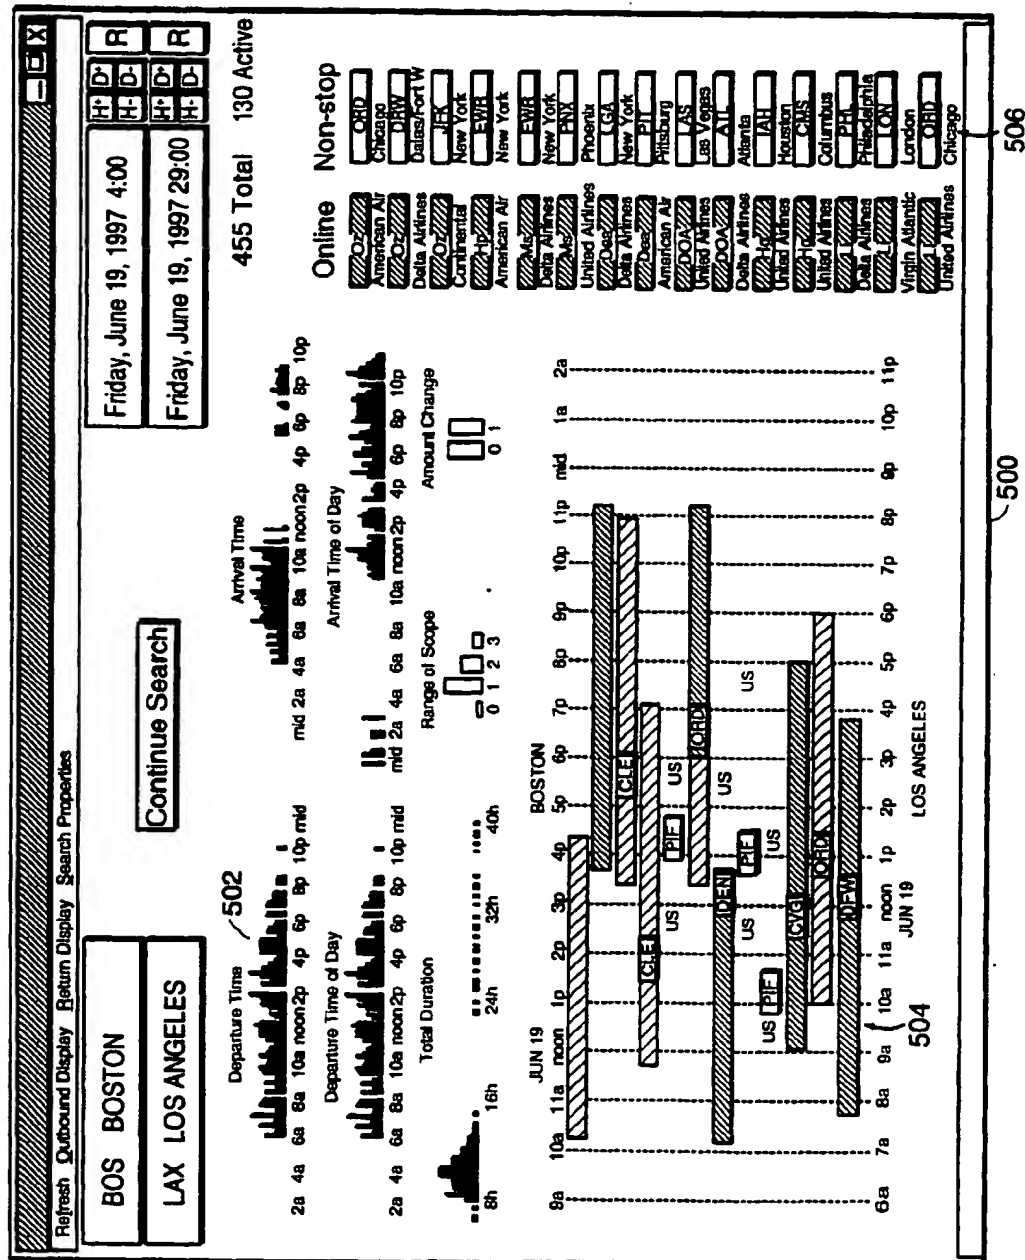 Refresh Outbound Display Return Display Search Properties
BOS BOSTON
LAX LOS ANGELES
Continue Search
Friday, June 19, 1997 4:00
H+ D+
H- D-
R
Friday, June 19, 1997 29:00
H+ D+
H- D-
R
455 Total 130 Active
Departure Time
502
2a 4a 6a 8a 10a noon 2p 4p 6p 8p 10p mid
Arrival Time
mid 2a 4a 6a 8a 10a noon 2p 4p 6p 8p 10p
Departure Time of Day
2a 4a 6a 8a 10a noon 2p 4p 6p 8p 10p mid
Arrival Time of Day
mid 2a 4a 6a 8a 10a noon 2p 4p 6p 8p 10p
Total Duration
8h 16h 24h 32h 40h
Range of Scope
0 1 2 3
Amount Change
0 1
Online Non-stop
American Air
ORD
Chicago
Delta Airlines
DRW
Dallas/Fort W
Continental
JFK
New York
American Air
EWR
New York
Delta Airlines
EWR
New York
United Airlines
PNX
Phoenix
Delta Airlines
LGA
New York
American Air
PIT
Pittsburg
United Airlines
LAS
Las Vegas
Delta Airlines
ATL
Atlanta
United Airlines
IAH
Houston
United Airlines
CMS
Columbus
Delta Airlines
PHL
Philadelphia
Virgin Atlantic
LON
London
United Airlines
ORD
Chicago
506
JUN 19 BOSTON
9a 10a 11a noon 1p 2p 3p 4p 5p 6p 7p 8p 9p 10p 11p mid 1a 2a
CLE
CLE
US PIF US
ORD
DEN US
US PIF US
US PIF US
CVG
ORD
DFW
6a 7a 8a 9a 10a 11a noon 1p 2p 3p 4p 5p 6p 7p 8p 9p 10p 11p
JUN 19 LOS ANGELES
504
500